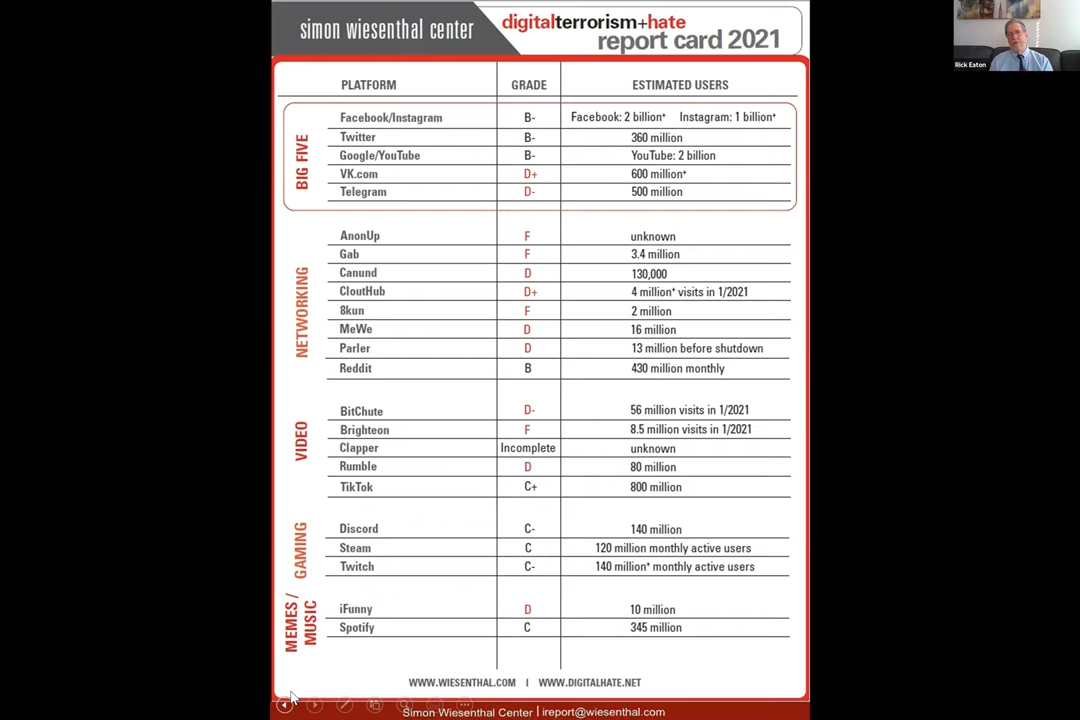 simon wiesenthal center
digitalterrorism+hate
report card 2021
Rick Eaton
PLATFORM GRADE ESTIMATED USERS
BIG FIVE
Facebook/Instagram B- Facebook: 2 billion+ Instagram: 1 billion+
Twitter B- 360 million
Google/YouTube B- YouTube: 2 billion
VK.com D+ 600 million+
Telegram D- 500 million
NETWORKING
AnonUp F unknown
Gab F 3.4 million
Canund D 130,000
CloutHub D+ 4 million+ visits in 1/2021
8kun F 2 million
MeWe D 16 million
Parler D 13 million before shutdown
Reddit B 430 million monthly
VIDEO
BitChute D- 56 million visits in 1/2021
Brighteon F 8.5 million visits in 1/2021
Clapper Incomplete unknown
Rumble D 80 million
TikTok C+ 800 million
GAMING
Discord C- 140 million
Steam C 120 million monthly active users
Twitch C- 140 million+ monthly active users
MEMES /
MUSIC
iFunny D 10 million
Spotify C 345 million
WWW.WIESENTHAL.COM | WWW.DIGITALHATE.NET
Simon Wiesenthal Center | ireport@wiesenthal.com